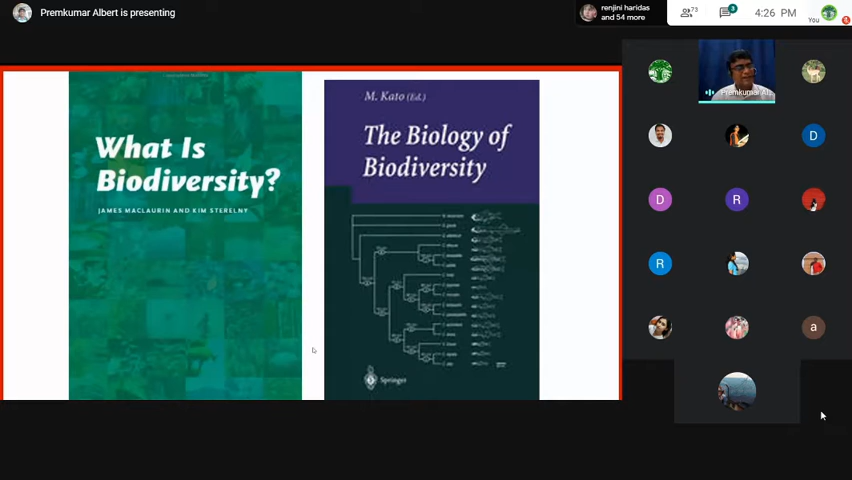 Premkumar Albert is presenting
renjini haridas
and 54 more
73
3
4:26 PM
You
What Is
Biodiversity?
JAMES MACLAURIN AND KIM STERELNY
M. Kato (Ed.)
The Biology of
Biodiversity
Springer
Premkumar Al...
D
D
R
R
a